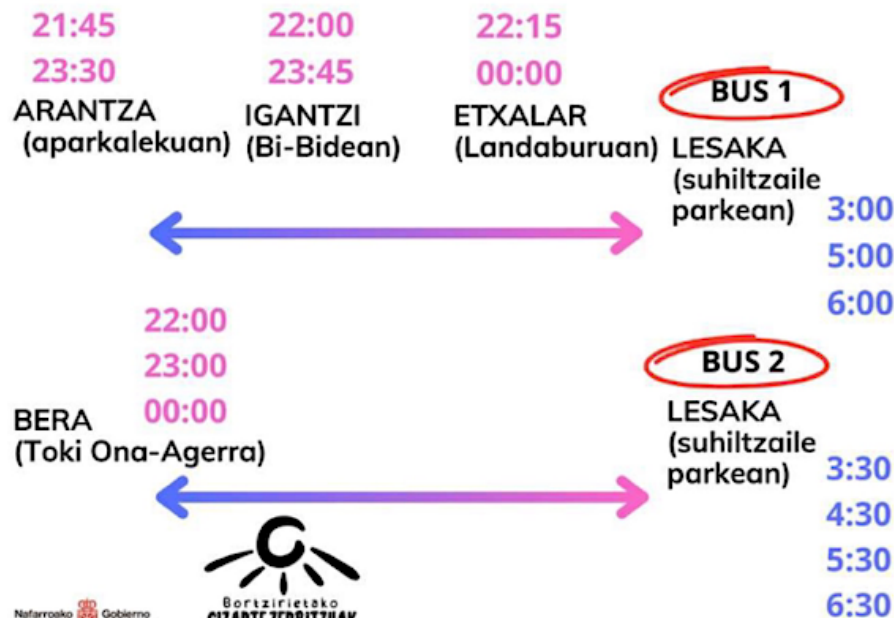 21:45
23:30
ARANTZA
(aparkalekuan)
22:00
23:45
IGANTZI
(Bi-Bidean)
22:15
00:00
ETXALAR
(Landaburuan)
BUS 1
LESAKA
(suhiltzaile
parkean)
3:00
5:00
6:00
22:00
23:00
00:00
BERA
(Toki Ona-Agerra)
BUS 2
LESAKA
(suhiltzaile
parkean)
3:30
4:30
5:30
6:30
Bortzirietako
GIZARTE ZERBITZUAK
Nafarroako Gobierno